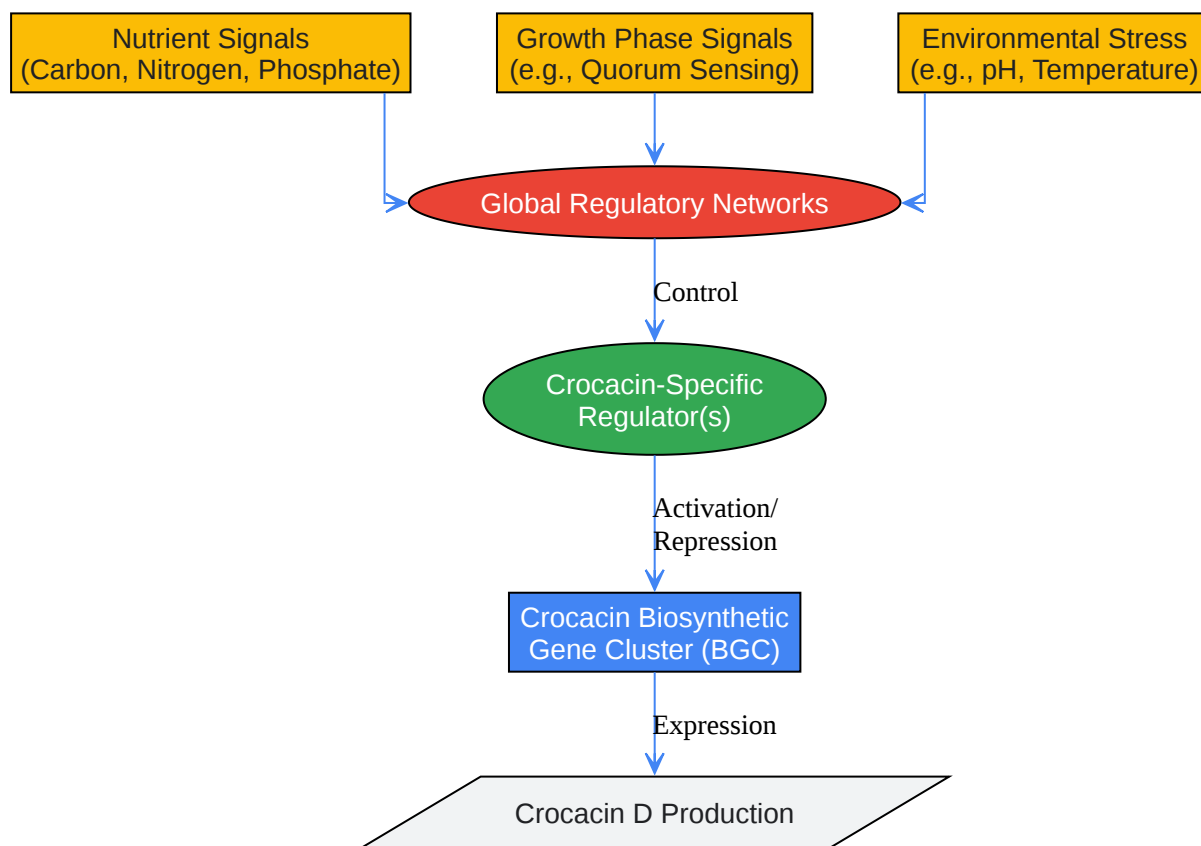 Nutrient Signals
(Carbon, Nitrogen, Phosphate)
Growth Phase Signals
(e.g., Quorum Sensing)
Environmental Stress
(e.g., pH, Temperature)
Global Regulatory Networks
Control
Crocacin-Specific
Regulator(s)
Activation/
Repression
Crocacin Biosynthetic
Gene Cluster (BGC)
Expression
Crocacin D Production